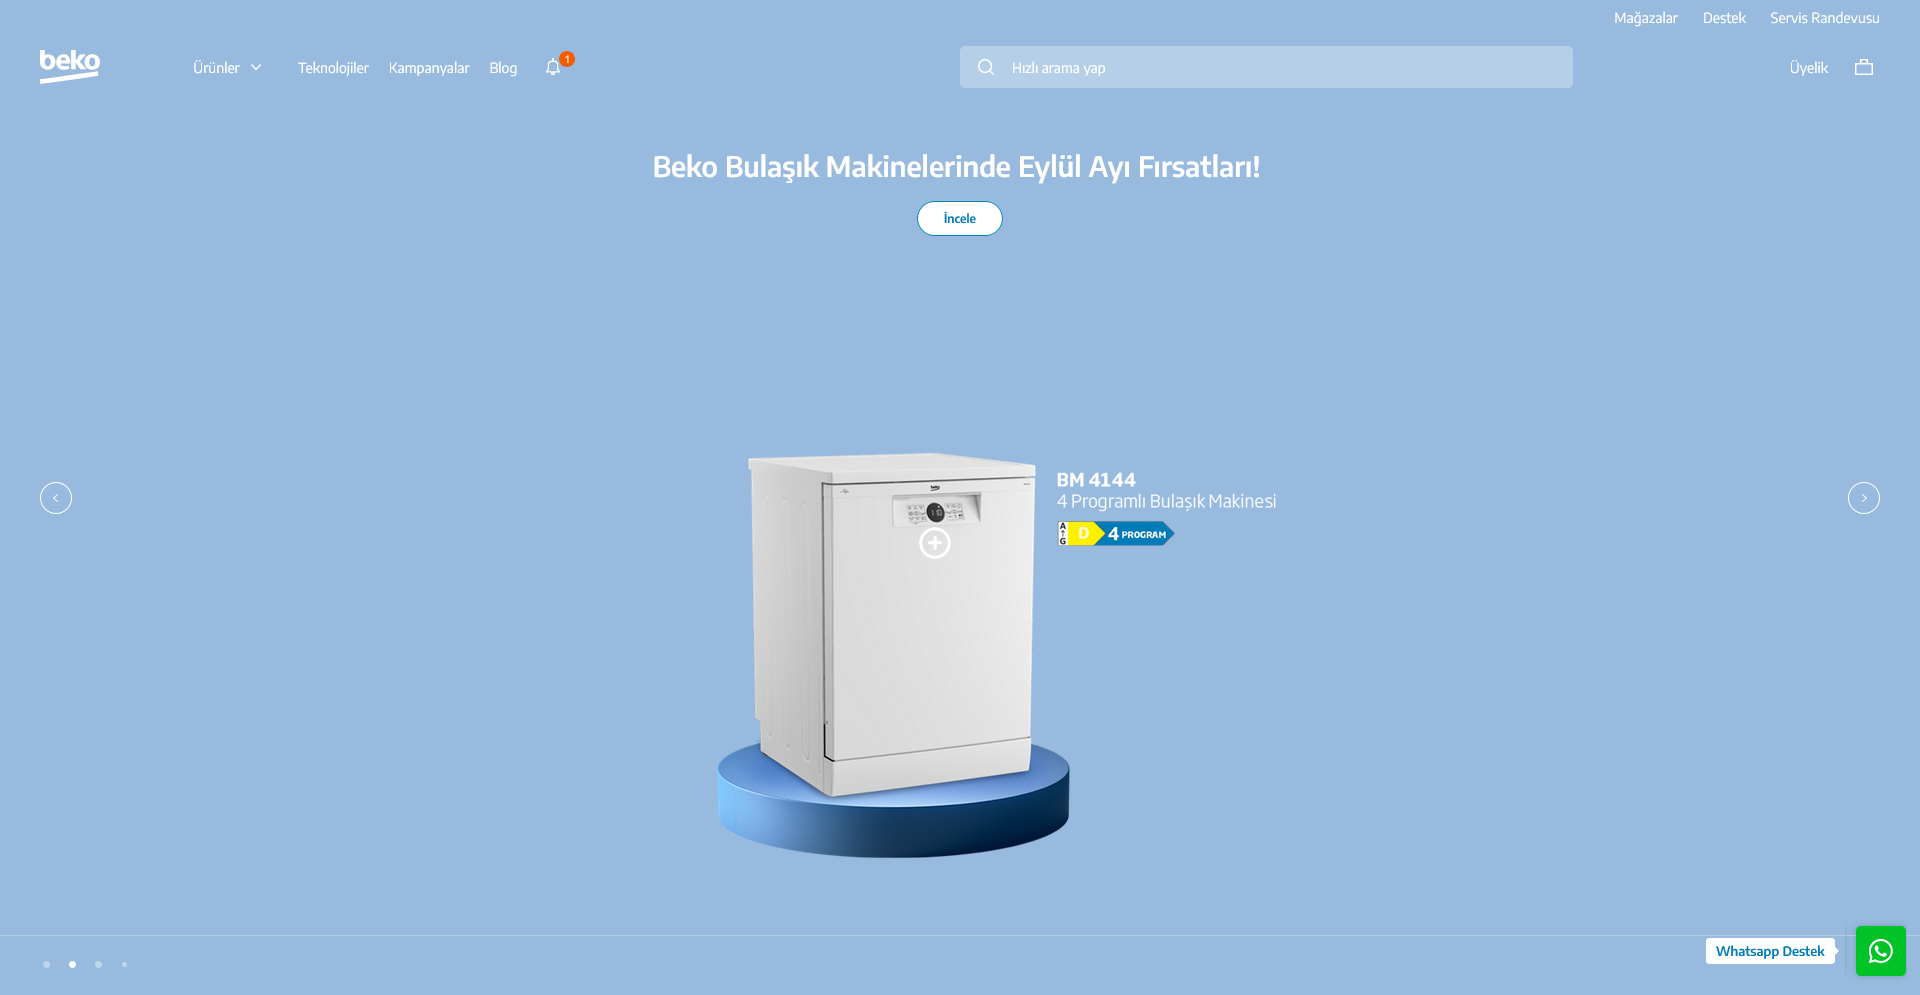 Mağazalar Destek Servis Randevusu
beko Ürünler Teknolojiler Kampanyalar Blog 1 Hızlı arama yap Üyelik
Beko Bulaşık Makinelerinde Eylül Ayı Fırsatları!
İncele
BM 4144
4 Programlı Bulaşık Makinesi
A G D 4 PROGRAM
beko
Whatsapp Destek